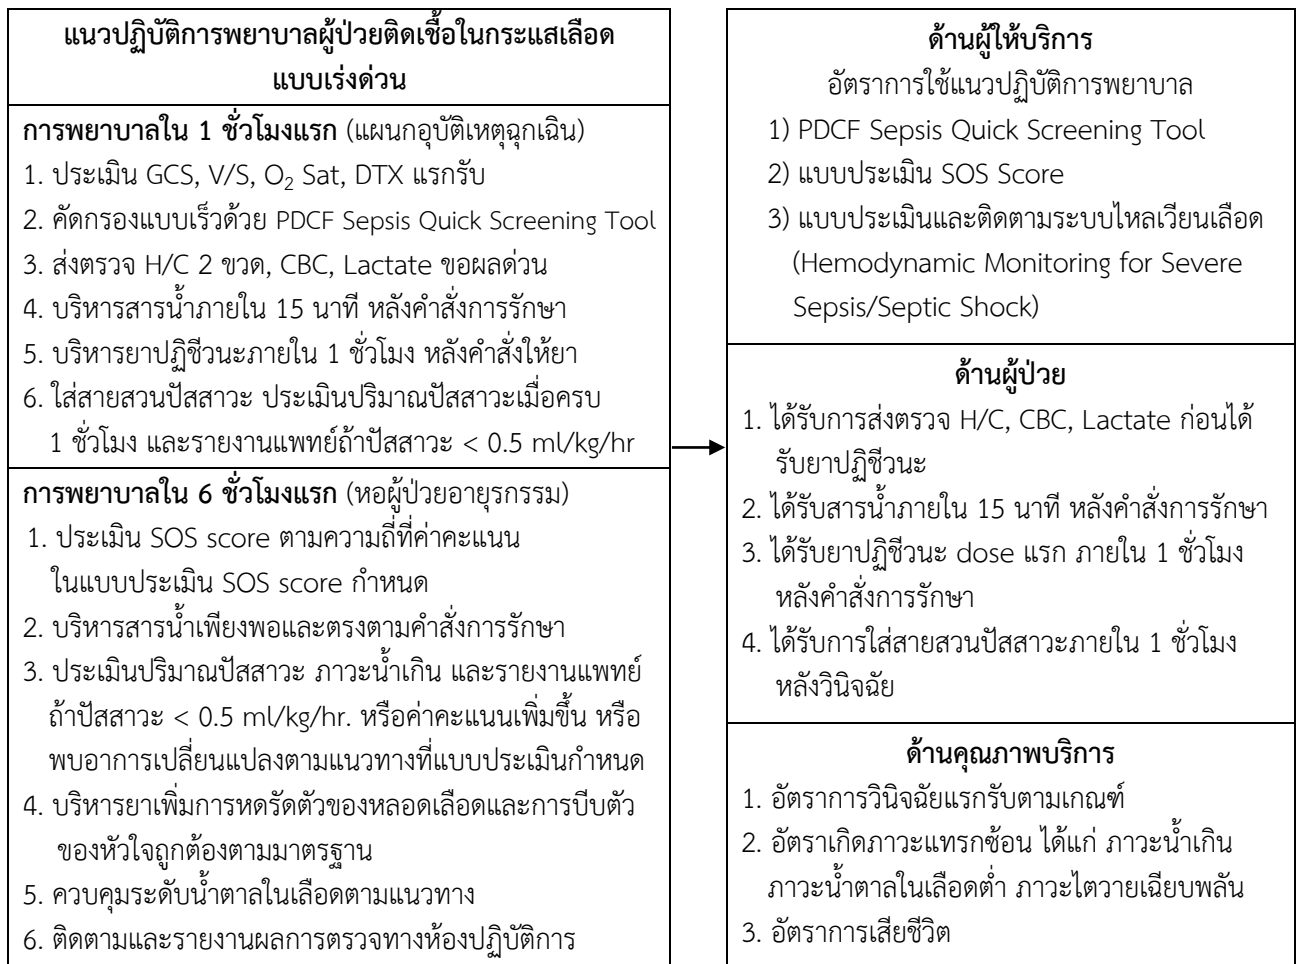 แนวปฏิบัติการพยาบาลผู้ป่วยติดเชื้อในกระแสเลือด
แบบเร่งด่วน
การพยาบาลใน 1 ชั่วโมงแรก (แผนกอุบัติเหตุฉุกเฉิน)
1. ประเมิน GCS, V/S, O₂ Sat, DTX แรกรับ
2. คัดกรองแบบเร็วด้วย PDCF Sepsis Quick Screening Tool
3. ส่งตรวจ H/C 2 ขวด, CBC, Lactate ขอผลด่วน
4. บริหารสารน้ำภายใน 15 นาที หลังคำสั่งการรักษา
5. บริหารยาปฏิชีวนะภายใน 1 ชั่วโมง หลังคำสั่งให้ยา
6. ใส่สายสวนปัสสาวะ ประเมินปริมาณปัสสาวะเมื่อครบ
1 ชั่วโมง และรายงานแพทย์ถ้าปัสสาวะ < 0.5 ml/kg/hr
การพยาบาลใน 6 ชั่วโมงแรก (หอผู้ป่วยอายุรกรรม)
1. ประเมิน SOS score ตามความถี่ที่ค่าคะแนน
ในแบบประเมิน SOS score กำหนด
2. บริหารสารน้ำเพียงพอและตรงตามคำสั่งการรักษา
3. ประเมินปริมาณปัสสาวะ ภาวะน้ำเกิน และรายงานแพทย์
ถ้าปัสสาวะ < 0.5 ml/kg/hr. หรือค่าคะแนนเพิ่มขึ้น หรือ
พบอาการเปลี่ยนแปลงตามแนวทางที่แบบประเมินกำหนด
4. บริหารยาเพิ่มการหดรัดตัวของหลอดเลือดและการบีบตัว
ของหัวใจถูกต้องตามมาตรฐาน
5. ควบคุมระดับน้ำตาลในเลือดตามแนวทาง
6. ติดตามและรายงานผลการตรวจทางห้องปฏิบัติการ
ด้านผู้ให้บริการ
อัตราการใช้แนวปฏิบัติการพยาบาล
1) PDCF Sepsis Quick Screening Tool
2) แบบประเมิน SOS Score
3) แบบประเมินและติดตามระบบไหลเวียนเลือด
(Hemodynamic Monitoring for Severe
Sepsis/Septic Shock)
ด้านผู้ป่วย
1. ได้รับการส่งตรวจ H/C, CBC, Lactate ก่อนได้
รับยาปฏิชีวนะ
2. ได้รับสารน้ำภายใน 15 นาที หลังคำสั่งการรักษา
3. ได้รับยาปฏิชีวนะ dose แรก ภายใน 1 ชั่วโมง
หลังคำสั่งการรักษา
4. ได้รับการใส่สายสวนปัสสาวะภายใน 1 ชั่วโมง
หลังวินิจฉัย
ด้านคุณภาพบริการ
1. อัตราการวินิจฉัยแรกรับตามเกณฑ์
2. อัตราเกิดภาวะแทรกซ้อน ได้แก่ ภาวะน้ำเกิน
ภาวะน้ำตาลในเลือดต่ำ ภาวะไตวายเฉียบพลัน
3. อัตราการเสียชีวิต